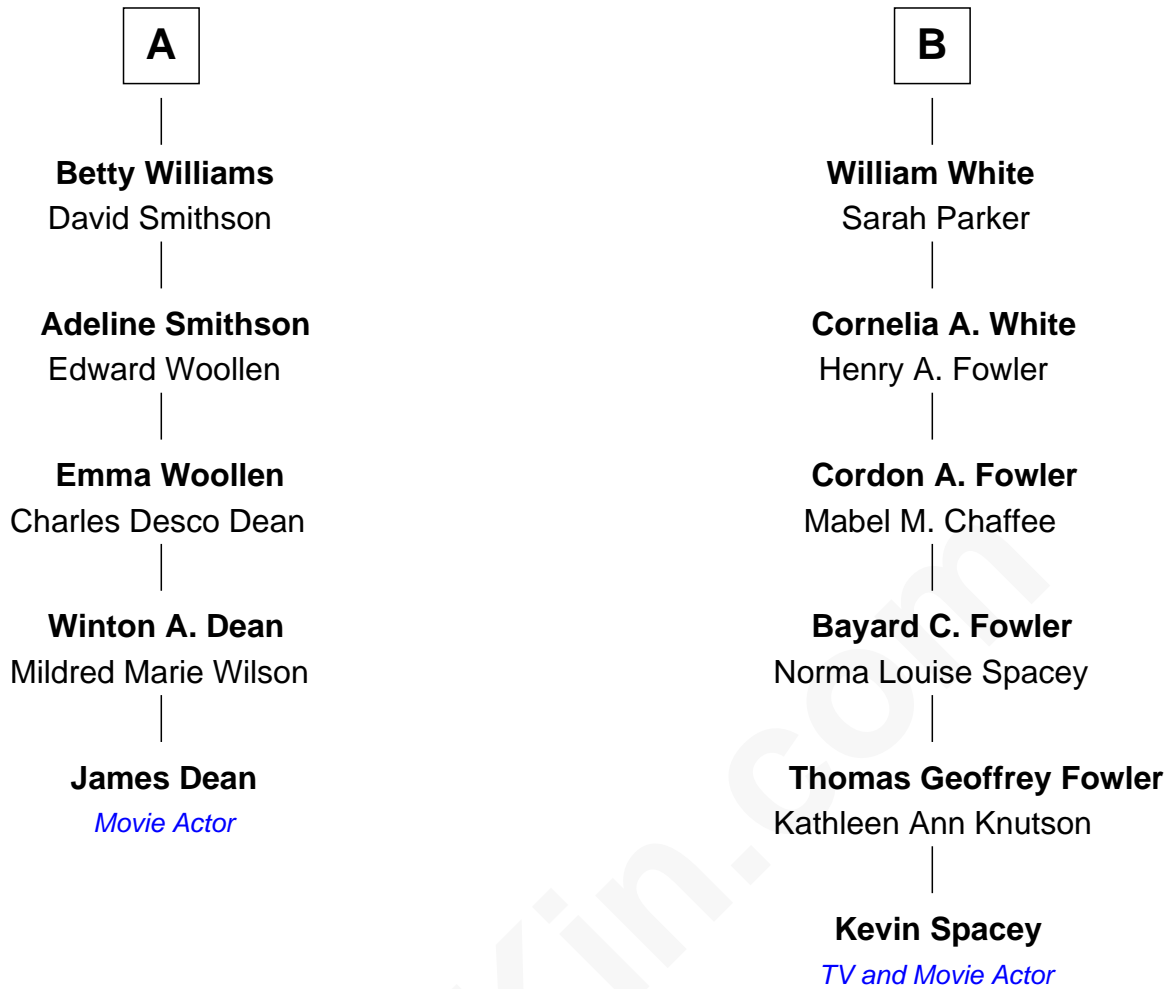 A
Betty Williams
David Smithson
Adeline Smithson
Edward Woollen
Emma Woollen
Charles Desco Dean
Winton A. Dean
Mildred Marie Wilson
James Dean
Movie Actor
B
William White
Sarah Parker
Cornelia A. White
Henry A. Fowler
Cordon A. Fowler
Mabel M. Chaffee
Bayard C. Fowler
Norma Louise Spacey
Thomas Geoffrey Fowler
Kathleen Ann Knutson
Kevin Spacey
TV and Movie Actor
Kin.com